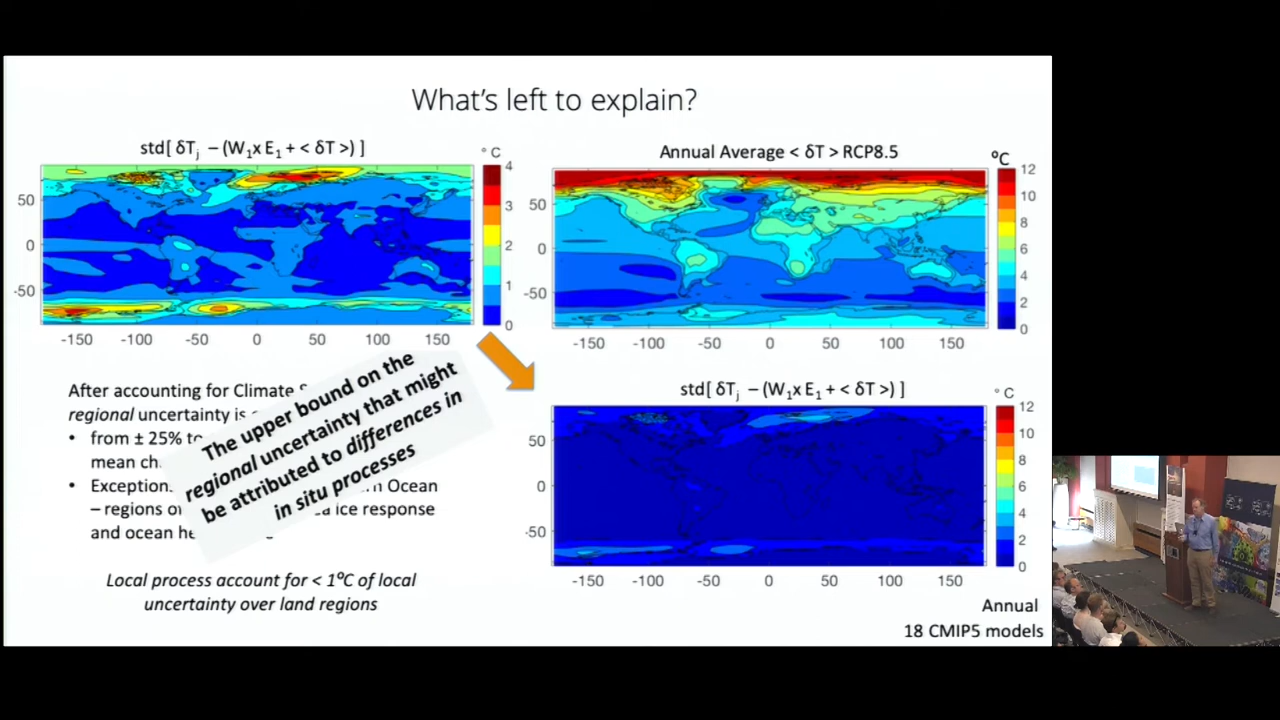 What's left to explain?
std[ δTj – (W1x E1 + < δT >) ]
° C
50
0
-50
4
3
2
1
0
-150
-100
-50
0
50
100
150
Annual Average < δT > RCP8.5
ºC
50
0
-50
12
10
8
6
4
2
0
-150
-100
-50
0
50
100
150
After accounting for Climate
regional uncertainty is
from ± 25% to
mean
Exception
Ocean
– regions
ice response
and ocean
The upper bound on the
regional uncertainty that might
be attributed to differences in
in situ processes
Local process account for < 1ºC of local
uncertainty over land regions
std[ δTj – (W1x E1 + < δT >) ]
° C
50
0
-50
12
10
8
6
4
2
0
-150
-100
-50
0
50
100
150
Annual
18 CMIP5 models